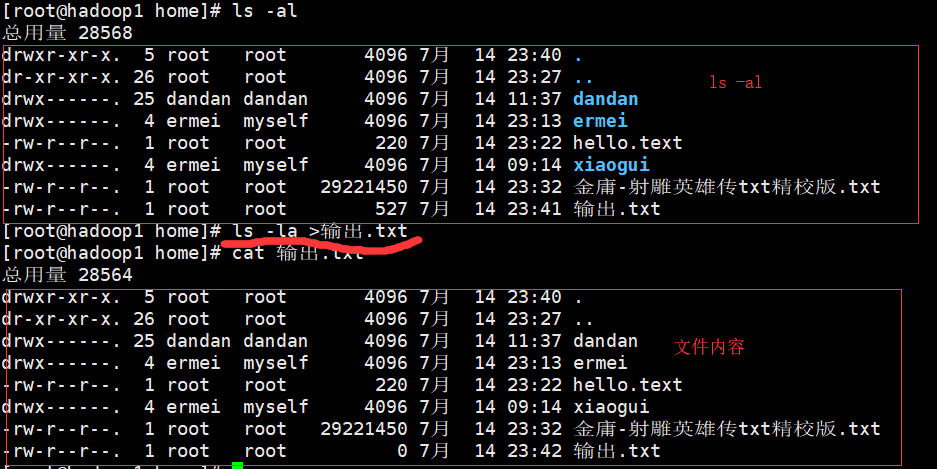 [root@hadoop1 home]# ls -al
总用量 28568
drwxr-xr-x. 5 root root 4096 7月 14 23:40 .
dr-xr-xr-x. 26 root root 4096 7月 14 23:27 ..
ls -al
drwx------. 25 dandan dandan 4096 7月 14 11:37 dandan
drwx------. 4 ermei myself 4096 7月 14 23:13 ermei
-rw-r--r--. 1 root root 220 7月 14 23:22 hello.text
drwx------. 4 ermei myself 4096 7月 14 09:14 xiaogui
-rw-r--r--. 1 root root 29221450 7月 14 23:32 金庸-射雕英雄传txt精校版.txt
-rw-r--r--. 1 root root 527 7月 14 23:41 输出.txt
[root@hadoop1 home]# ls -la >输出.txt
[root@hadoop1 home]# cat 输出.txt
总用量 28564
drwxr-xr-x. 5 root root 4096 7月 14 23:40 .
dr-xr-xr-x. 26 root root 4096 7月 14 23:27 ..
drwx------. 25 dandan dandan 4096 7月 14 11:37 dandan
文件内容
drwx------. 4 ermei myself 4096 7月 14 23:13 ermei
-rw-r--r--. 1 root root 220 7月 14 23:22 hello.text
drwx------. 4 ermei myself 4096 7月 14 09:14 xiaogui
-rw-r--r--. 1 root root 29221450 7月 14 23:32 金庸-射雕英雄传txt精校版.txt
-rw-r--r--. 1 root root 0 7月 14 23:42 输出.txt
[root@hadoop1 home]#